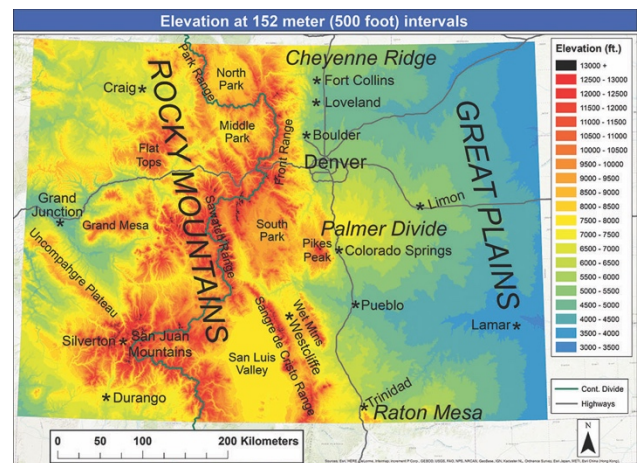 Elevation at 152 meter (500 foot) intervals
Cheyenne Ridge
Park Range
North
Park
Craig
Fort Collins
Loveland
ROCKY MOUNTAINS
Middle
Park
Boulder
Flat
Tops
Front Range
Denver
GREAT PLAINS
Grand
Junction
Grand Mesa
Sawatch Range
South
Park
Limon
Palmer Divide
Pikes
Peak
Colorado Springs
Uncompahgre Plateau
Wet Mtns
Westcliffe
Pueblo
Lamar
Silverton
San Juan
Mountains
Sangre de Cristo Range
San Luis
Valley
Durango
Trinidad
Raton Mesa
0 50 100 200 Kilometers
N
Elevation (ft.)
13000 +
12500 - 13000
12000 - 12500
11500 - 12000
11000 - 11500
10500 - 11000
10000 - 10500
9500 - 10000
9000 - 9500
8500 - 9000
8000 - 8500
7500 - 8000
7000 - 7500
6500 - 7000
6000 - 6500
5500 - 6000
5000 - 5500
4500 - 5000
4000 - 4500
3500 - 4000
3000 - 3500
Cont. Divide
Highways